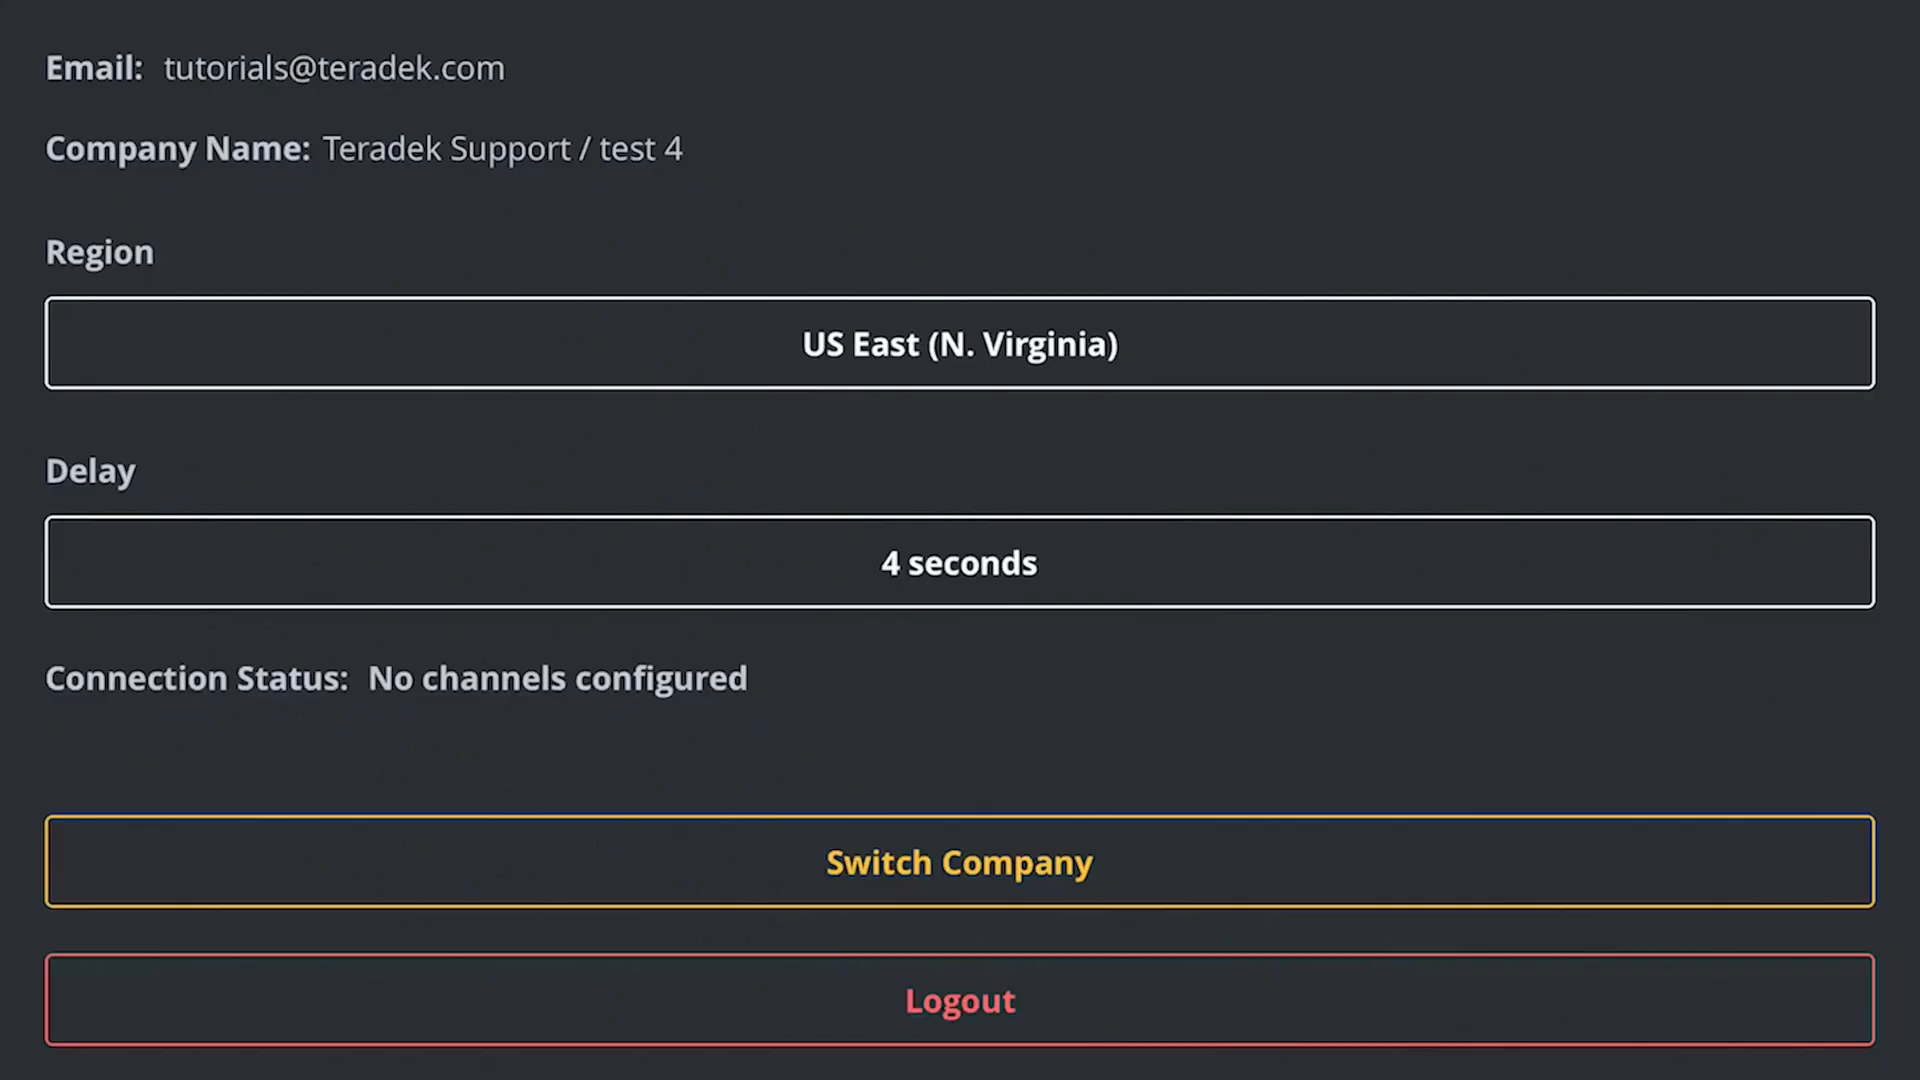 Email: tutorials@teradek.com
Company Name: Teradek Support / test 4
Region
US East (N. Virginia)
Delay
4 seconds
Connection Status: No channels configured
Switch Company
Logout